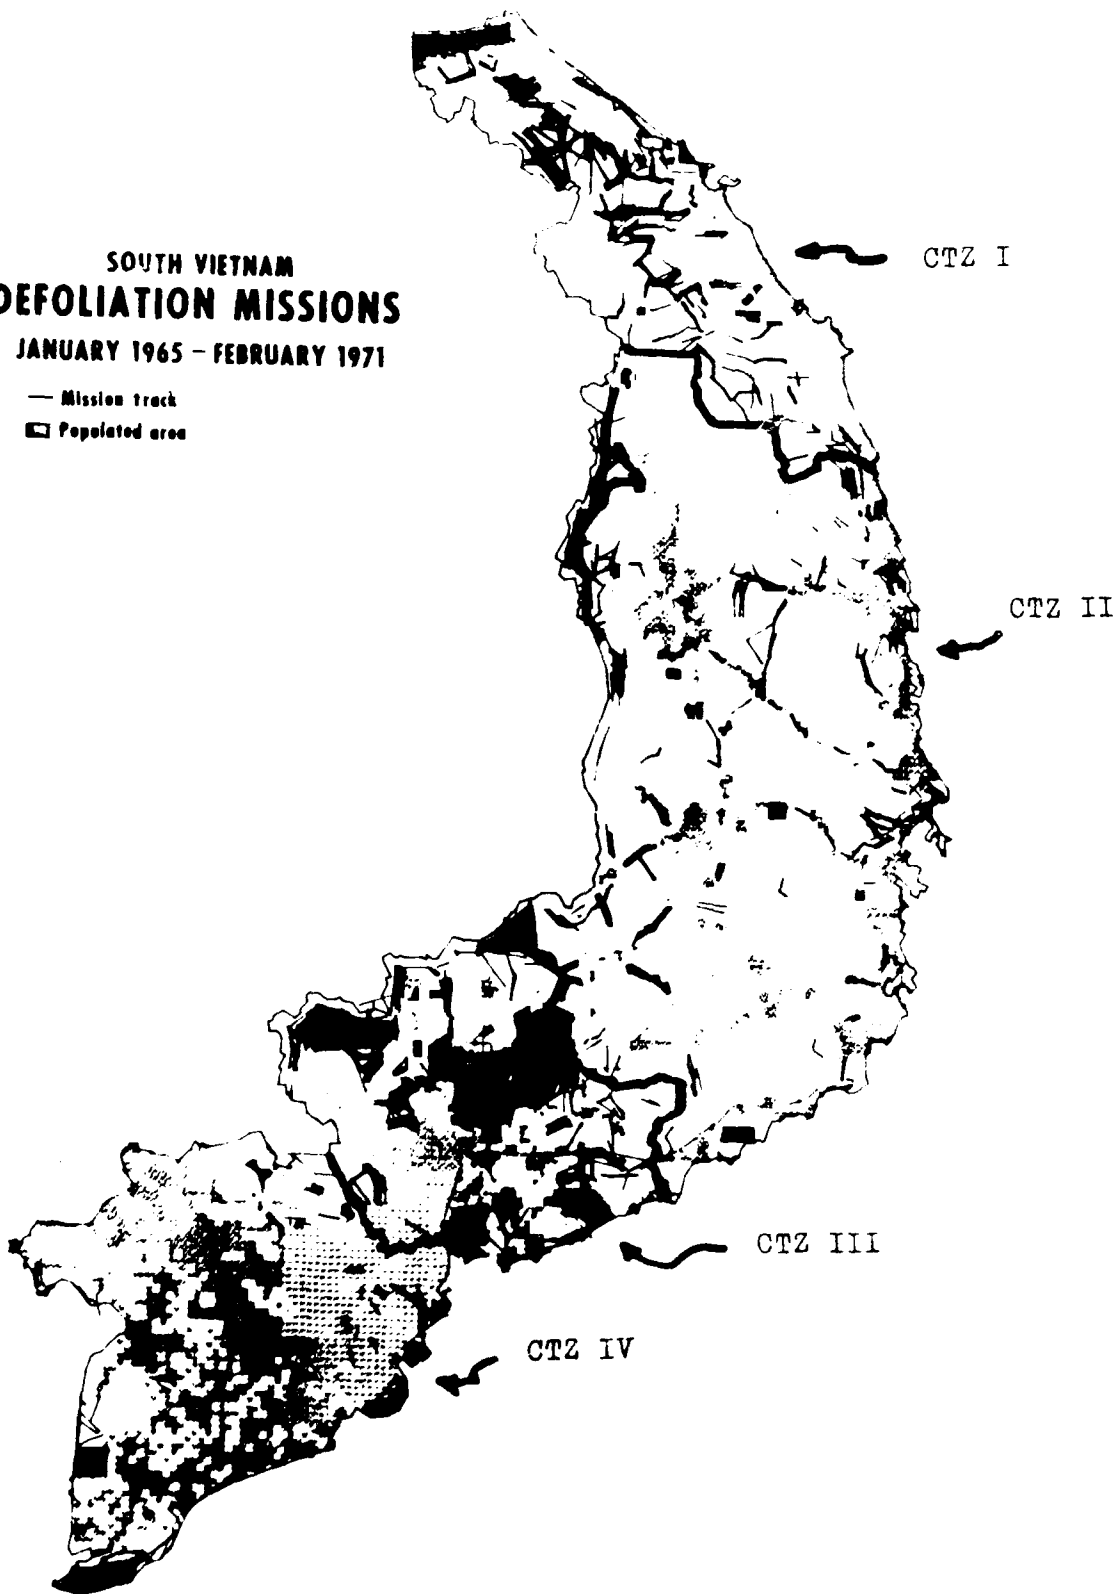 SOUTH VIETNAM
DEFOLIATION MISSIONS
JANUARY 1965 - FEBRUARY 1971
— Mission track
Populated area
CTZ I
CTZ II
CTZ III
CTZ IV